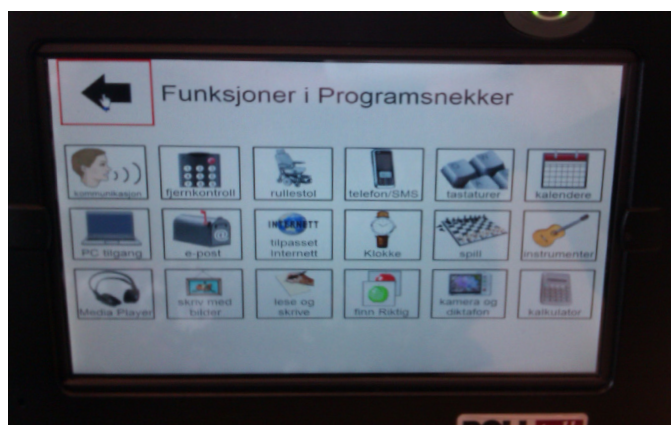 Funksjoner i Programsnekker
kommunikasjon
fjernkontroll
rullestol
telefon/SMS
tastaturer
kalendere
PC tilgang
e-post
INTERNETT
tilpasset
Internett
Klokke
spill
instrumenter
Media Player
skriv med
bilder
lese og
skrive
finn Riktig
kamera og
diktafon
kalkulator